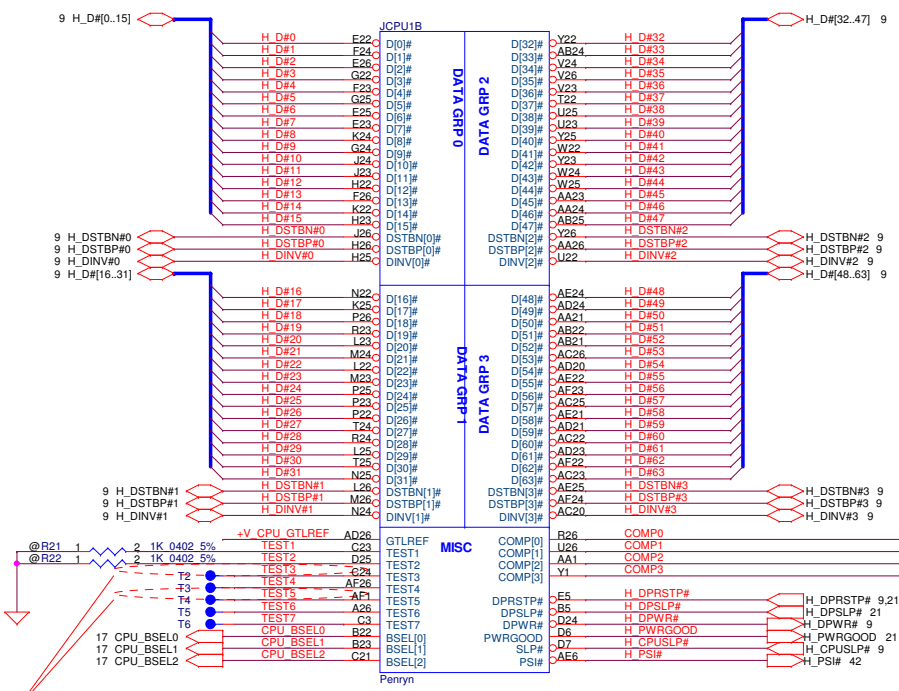 9 H_D#[0..15]
JCPU1B
H_D#[32..47] 9
H_D#0 E22 D[0]# D[32]# Y22 H_D#32
H_D#1 F24 D[1]# D[33]# AB24 H_D#33
H_D#2 E26 D[2]# D[34]# V24 H_D#34
H_D#3 G22 D[3]# D[35]# V26 H_D#35
H_D#4 F23 D[4]# D[36]# V23 H_D#36
H_D#5 G25 D[5]# D[37]# T22 H_D#37
H_D#6 E25 D[6]# D[38]# U25 H_D#38
H_D#7 E23 D[7]# D[39]# U23 H_D#39
H_D#8 K24 D[8]# D[40]# Y25 H_D#40
H_D#9 G24 D[9]# D[41]# W22 H_D#41
H_D#10 J24 D[10]# D[42]# Y23 H_D#42
H_D#11 J23 D[11]# D[43]# W24 H_D#43
H_D#12 H22 D[12]# D[44]# W25 H_D#44
H_D#13 F26 D[13]# D[45]# AA23 H_D#45
H_D#14 K22 D[14]# D[46]# AA24 H_D#46
H_D#15 H23 D[15]# D[47]# AB25 H_D#47
DATA GRP 0
DATA GRP 2
9 H_DSTBN#0 H_DSTBN#0 J26 DSTBN[0]# DSTBN[2]# Y26 H_DSTBN#2 H_DSTBN#2 9
9 H_DSTBP#0 H_DSTBP#0 H26 DSTBP[0]# DSTBP[2]# AA26 H_DSTBP#2 H_DSTBP#2 9
9 H_DINV#0 H_DINV#0 H25 DINV[0]# DINV[2]# U22 H_DINV#2 H_DINV#2 9
9 H_D#[16..31] H_D#[48..63] 9
H_D#16 N22 D[16]# D[48]# AE24 H_D#48
H_D#17 K25 D[17]# D[49]# AD24 H_D#49
H_D#18 P26 D[18]# D[50]# AA21 H_D#50
H_D#19 R23 D[19]# D[51]# AB22 H_D#51
H_D#20 L23 D[20]# D[52]# AB21 H_D#52
H_D#21 M24 D[21]# D[53]# AC26 H_D#53
H_D#22 L22 D[22]# D[54]# AD20 H_D#54
H_D#23 M23 D[23]# D[55]# AE22 H_D#55
H_D#24 P25 D[24]# D[56]# AF23 H_D#56
H_D#25 P23 D[25]# D[57]# AC25 H_D#57
H_D#26 P22 D[26]# D[58]# AE21 H_D#58
H_D#27 T24 D[27]# D[59]# AD21 H_D#59
H_D#28 R24 D[28]# D[60]# AC22 H_D#60
H_D#29 L25 D[29]# D[61]# AD23 H_D#61
H_D#30 T25 D[30]# D[62]# AF22 H_D#62
H_D#31 N25 D[31]# D[63]# AC23 H_D#63
DATA GRP 1
DATA GRP 3
9 H_DSTBN#1 H_DSTBN#1 L26 DSTBN[1]# DSTBN[3]# AE25 H_DSTBN#3 H_DSTBN#3 9
9 H_DSTBP#1 H_DSTBP#1 M26 DSTBP[1]# DSTBP[3]# AF24 H_DSTBP#3 H_DSTBP#3 9
9 H_DINV#1 H_DINV#1 N24 DINV[1]# DINV[3]# AC20 H_DINV#3 H_DINV#3 9
MISC
+V_CPU_GTLREF AD26 GTLREF COMP[0] R26 COMP0
@R21 1 2 1K_0402_5% TEST1 C23 TEST1 COMP[1] U26 COMP1
@R22 1 2 1K_0402_5% TEST2 D25 TEST2 COMP[2] AA1 COMP2
T2 TEST3 C24 TEST3 COMP[3] Y1 COMP3
T3 TEST4 AF26 TEST4
T4 TEST5 AF1 TEST5 DPRSTP# E5 H_DPRSTP# H_DPRSTP# 9,21
T5 TEST6 A26 TEST6 DPSLP# B5 H_DPSLP# H_DPSLP# 21
T6 TEST7 C3 TEST7 DPWR# D24 H_DPWR# H_DPWR# 9
17 CPU_BSEL0 CPU_BSEL0 B22 BSEL[0] PWRGOOD D6 H_PWRGOOD H_PWRGOOD 21
17 CPU_BSEL1 CPU_BSEL1 B23 BSEL[1] SLP# D7 H_CPUSLP# H_CPUSLP# 9
17 CPU_BSEL2 CPU_BSEL2 C21 BSEL[2] PSI# AE6 H_PSI# H_PSI# 42
Penryn